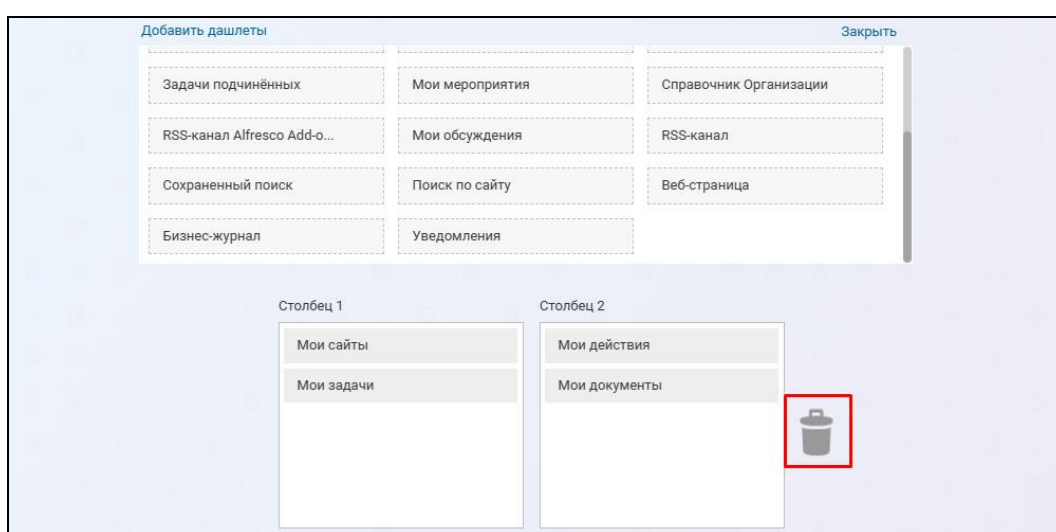 Добавить дашлеты Закрыть
Задачи подчинённых Мои мероприятия Справочник Организации
RSS-канал Alfresco Add-o... Мои обсуждения RSS-канал
Сохраненный поиск Поиск по сайту Веб-страница
Бизнес-журнал Уведомления
Столбец 1 Столбец 2
Мои сайты Мои действия
Мои задачи Мои документы